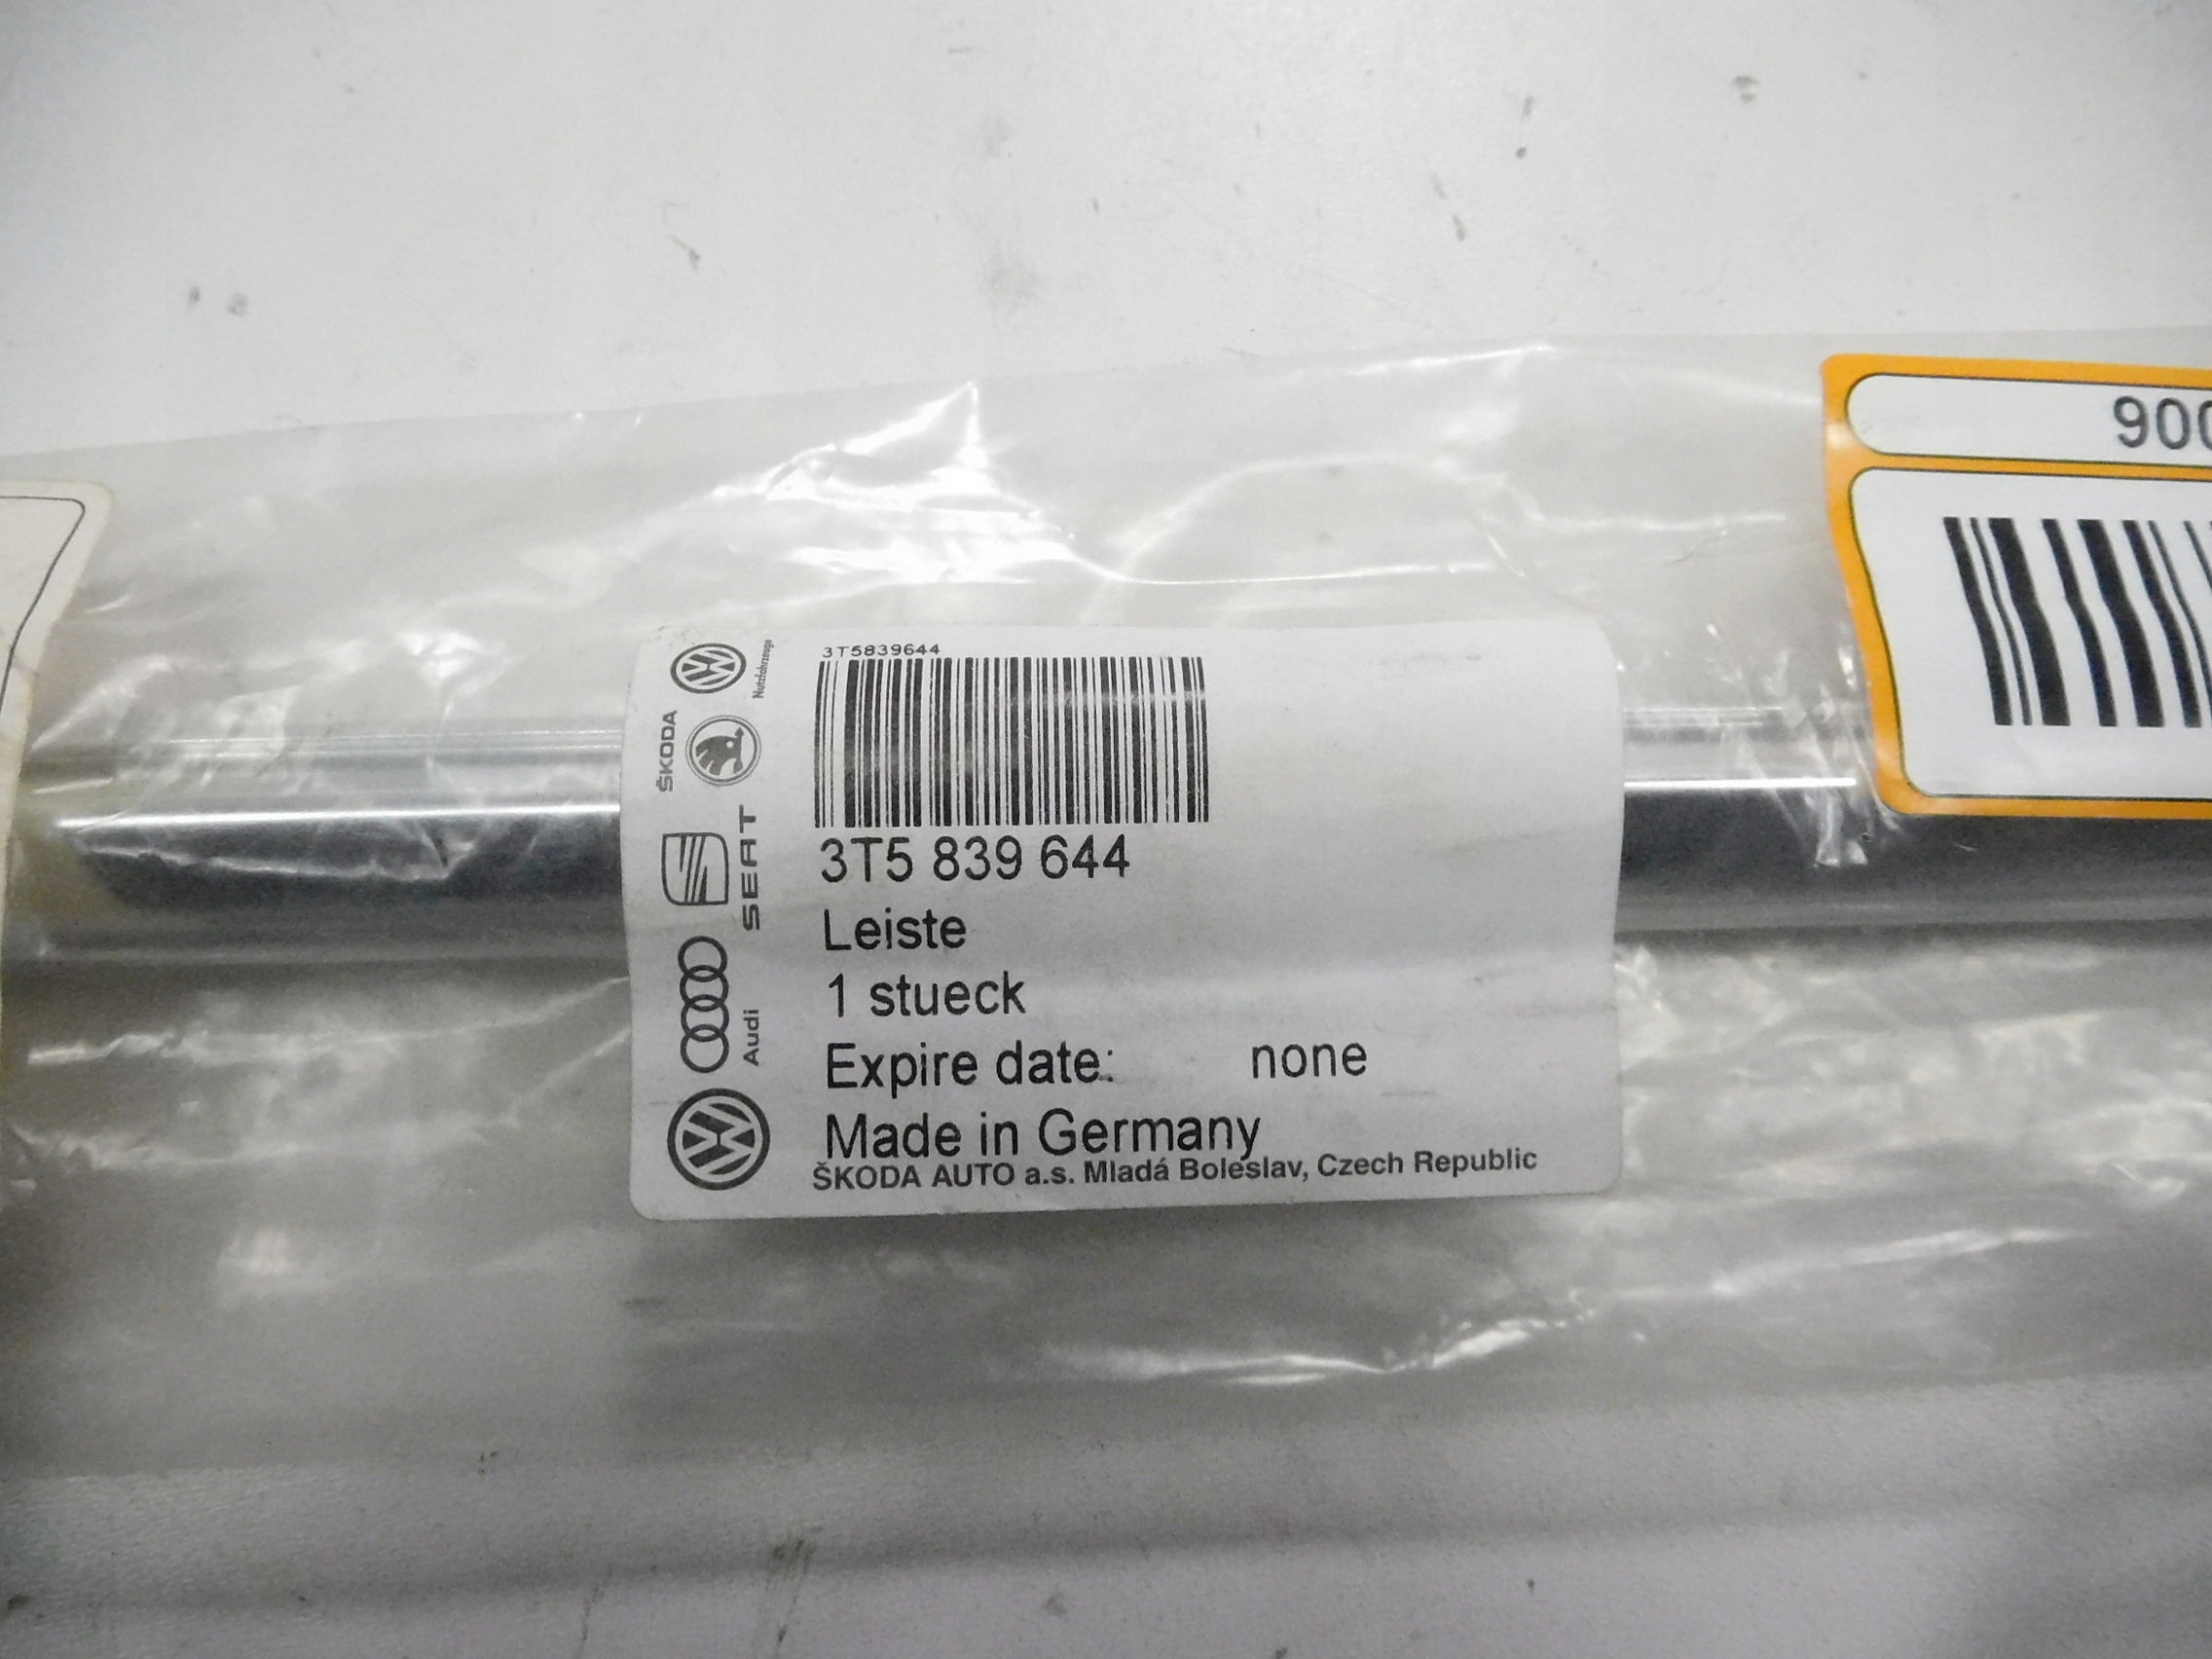 900
3T5839644
Nutzfahrzeuge
ŠKODA
SEAT
Audi
3T5 839 644
Leiste
1 stueck
Expire date: none
Made in Germany
ŠKODA AUTO a.s. Mladá Boleslav, Czech Republic